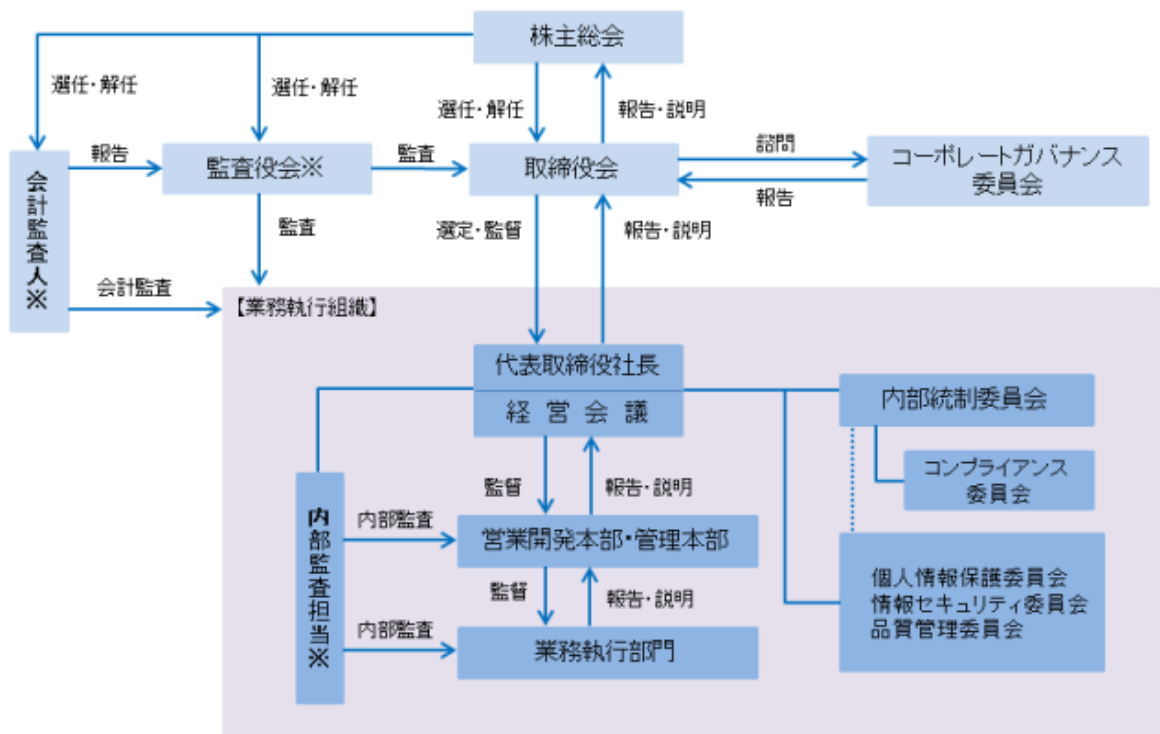 株主総会
選任・解任
選任・解任
選任・解任
報告・説明
報告
監査役会※
監査
取締役会
諮問
報告
コーポレートガバナンス
委員会
会計監査人※
監査
選定・監督
報告・説明
会計監査
【業務執行組織】
代表取締役社長
経営会議
内部統制委員会
コンプライアンス
委員会
監督
報告・説明
内部監査担当※
内部監査
営業開発本部・管理本部
監督
報告・説明
個人情報保護委員会
情報セキュリティ委員会
品質管理委員会
内部監査
業務執行部門